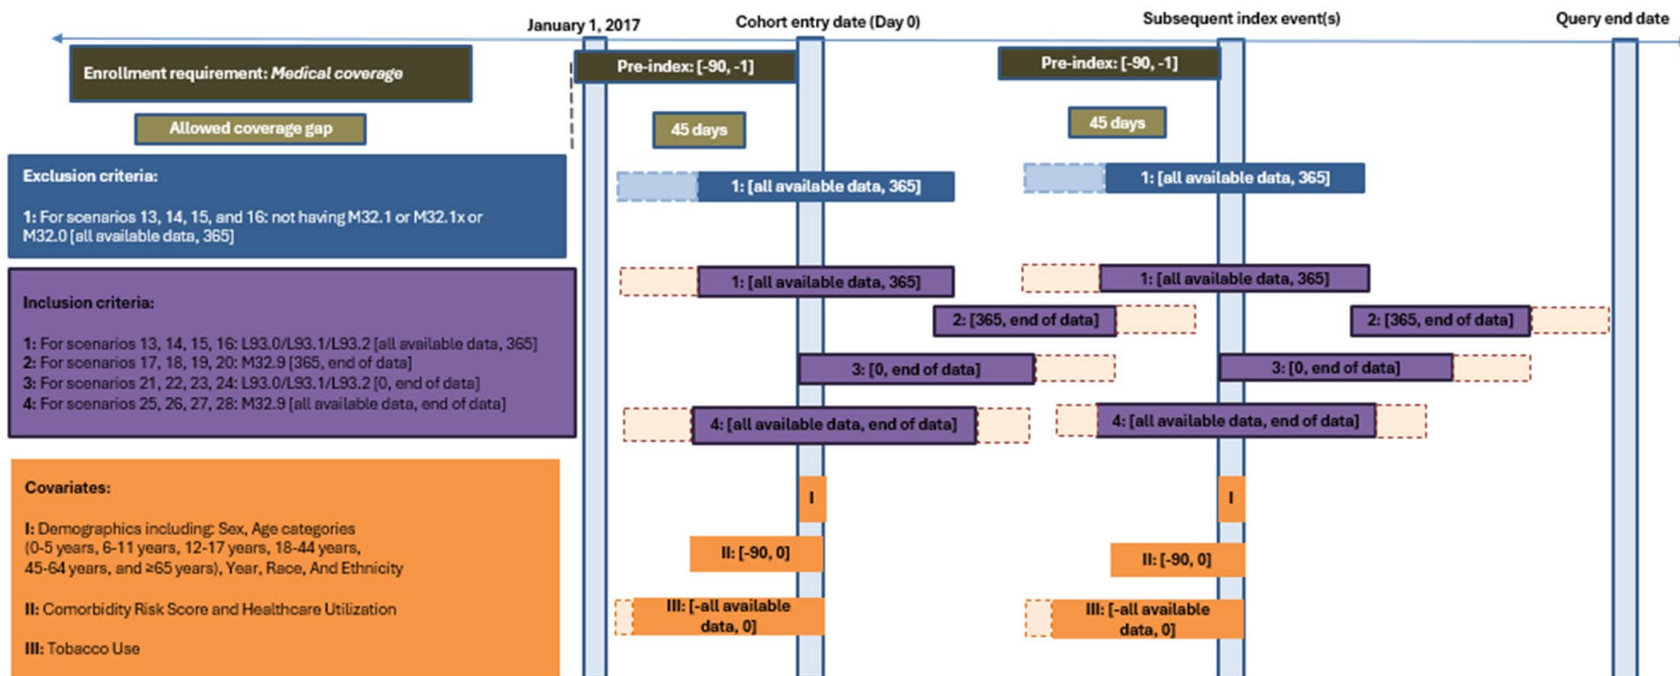 January 1, 2017
Cohort entry date (Day 0)
Subsequent index event(s)
Query end date
Enrollment requirement: Medical coverage
Pre-index: [-90, -1]
Pre-index: [-90, -1]
Allowed coverage gap
45 days
45 days
Exclusion criteria:
1: For scenarios 13, 14, 15, and 16: not having M32.1 or M32.1x or
M32.0 [all available data, 365]
1: [all available data, 365]
1: [all available data, 365]
Inclusion criteria:
1: For scenarios 13, 14, 15, 16: L93.0/L93.1/L93.2 [all available data, 365]
2: For scenarios 17, 18, 19, 20: M32.9 [365, end of data]
3: For scenarios 21, 22, 23, 24: L93.0/L93.1/L93.2 [0, end of data]
4: For scenarios 25, 26, 27, 28: M32.9 [all available data, end of data]
1: [all available data, 365]
1: [all available data, 365]
2: [365, end of data]
2: [365, end of data]
3: [0, end of data]
3: [0, end of data]
4: [all available data, end of data]
4: [all available data, end of data]
Covariates:
I: Demographics including: Sex, Age categories
(0-5 years, 6-11 years, 12-17 years, 18-44 years,
45-64 years, and ≥65 years), Year, Race, And Ethnicity
II: Comorbidity Risk Score and Healthcare Utilization
III: Tobacco Use
I
I
II: [-90, 0]
II: [-90, 0]
III: [-all available
data, 0]
III: [-all available
data, 0]